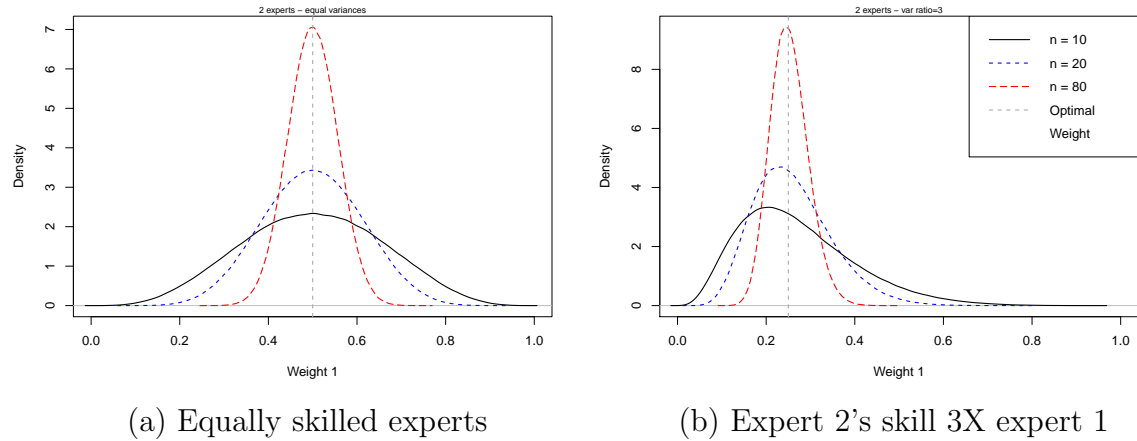 2 experts − equal variances
Density
7
6
5
4
3
2
1
0
0.0 0.2 0.4 0.6 0.8 1.0
Weight 1
(a) Equally skilled experts
2 experts − var ratio=3
Density
8
6
4
2
0
0.0 0.2 0.4 0.6 0.8 1.0
Weight 1
n = 10
n = 20
n = 80
Optimal
Weight
(b) Expert 2's skill 3X expert 1